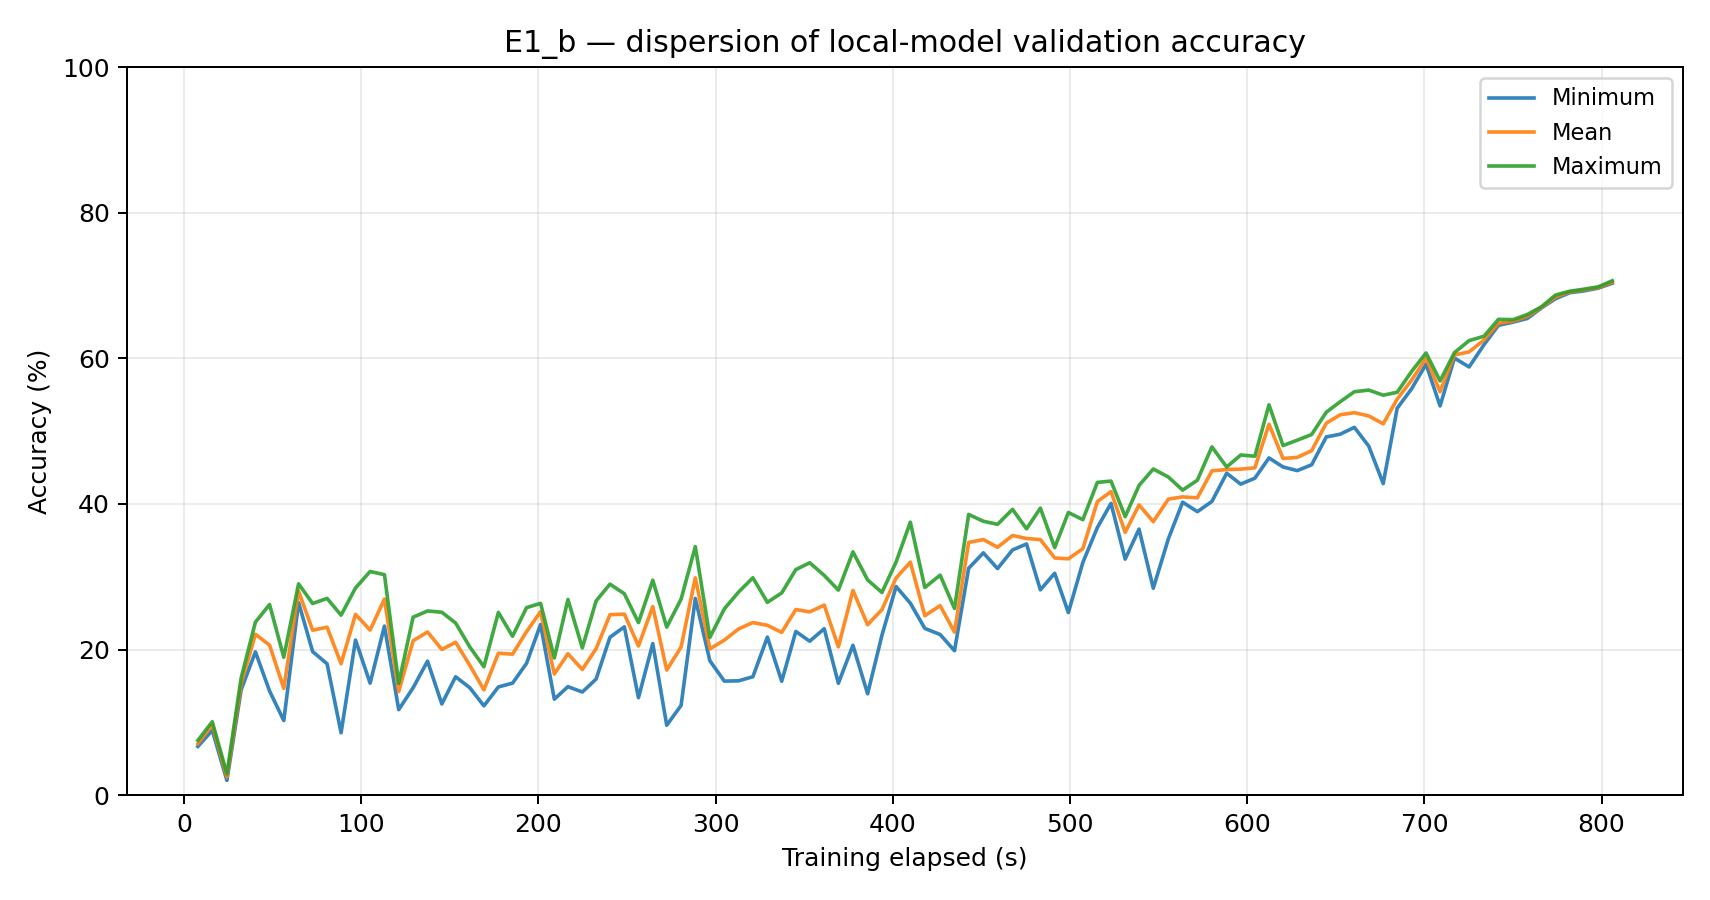 E1_b — dispersion of local-model validation accuracy
Minimum
Mean
Maximum
Accuracy (%)
100
80
60
40
20
0
0 100 200 300 400 500 600 700 800
Training elapsed (s)